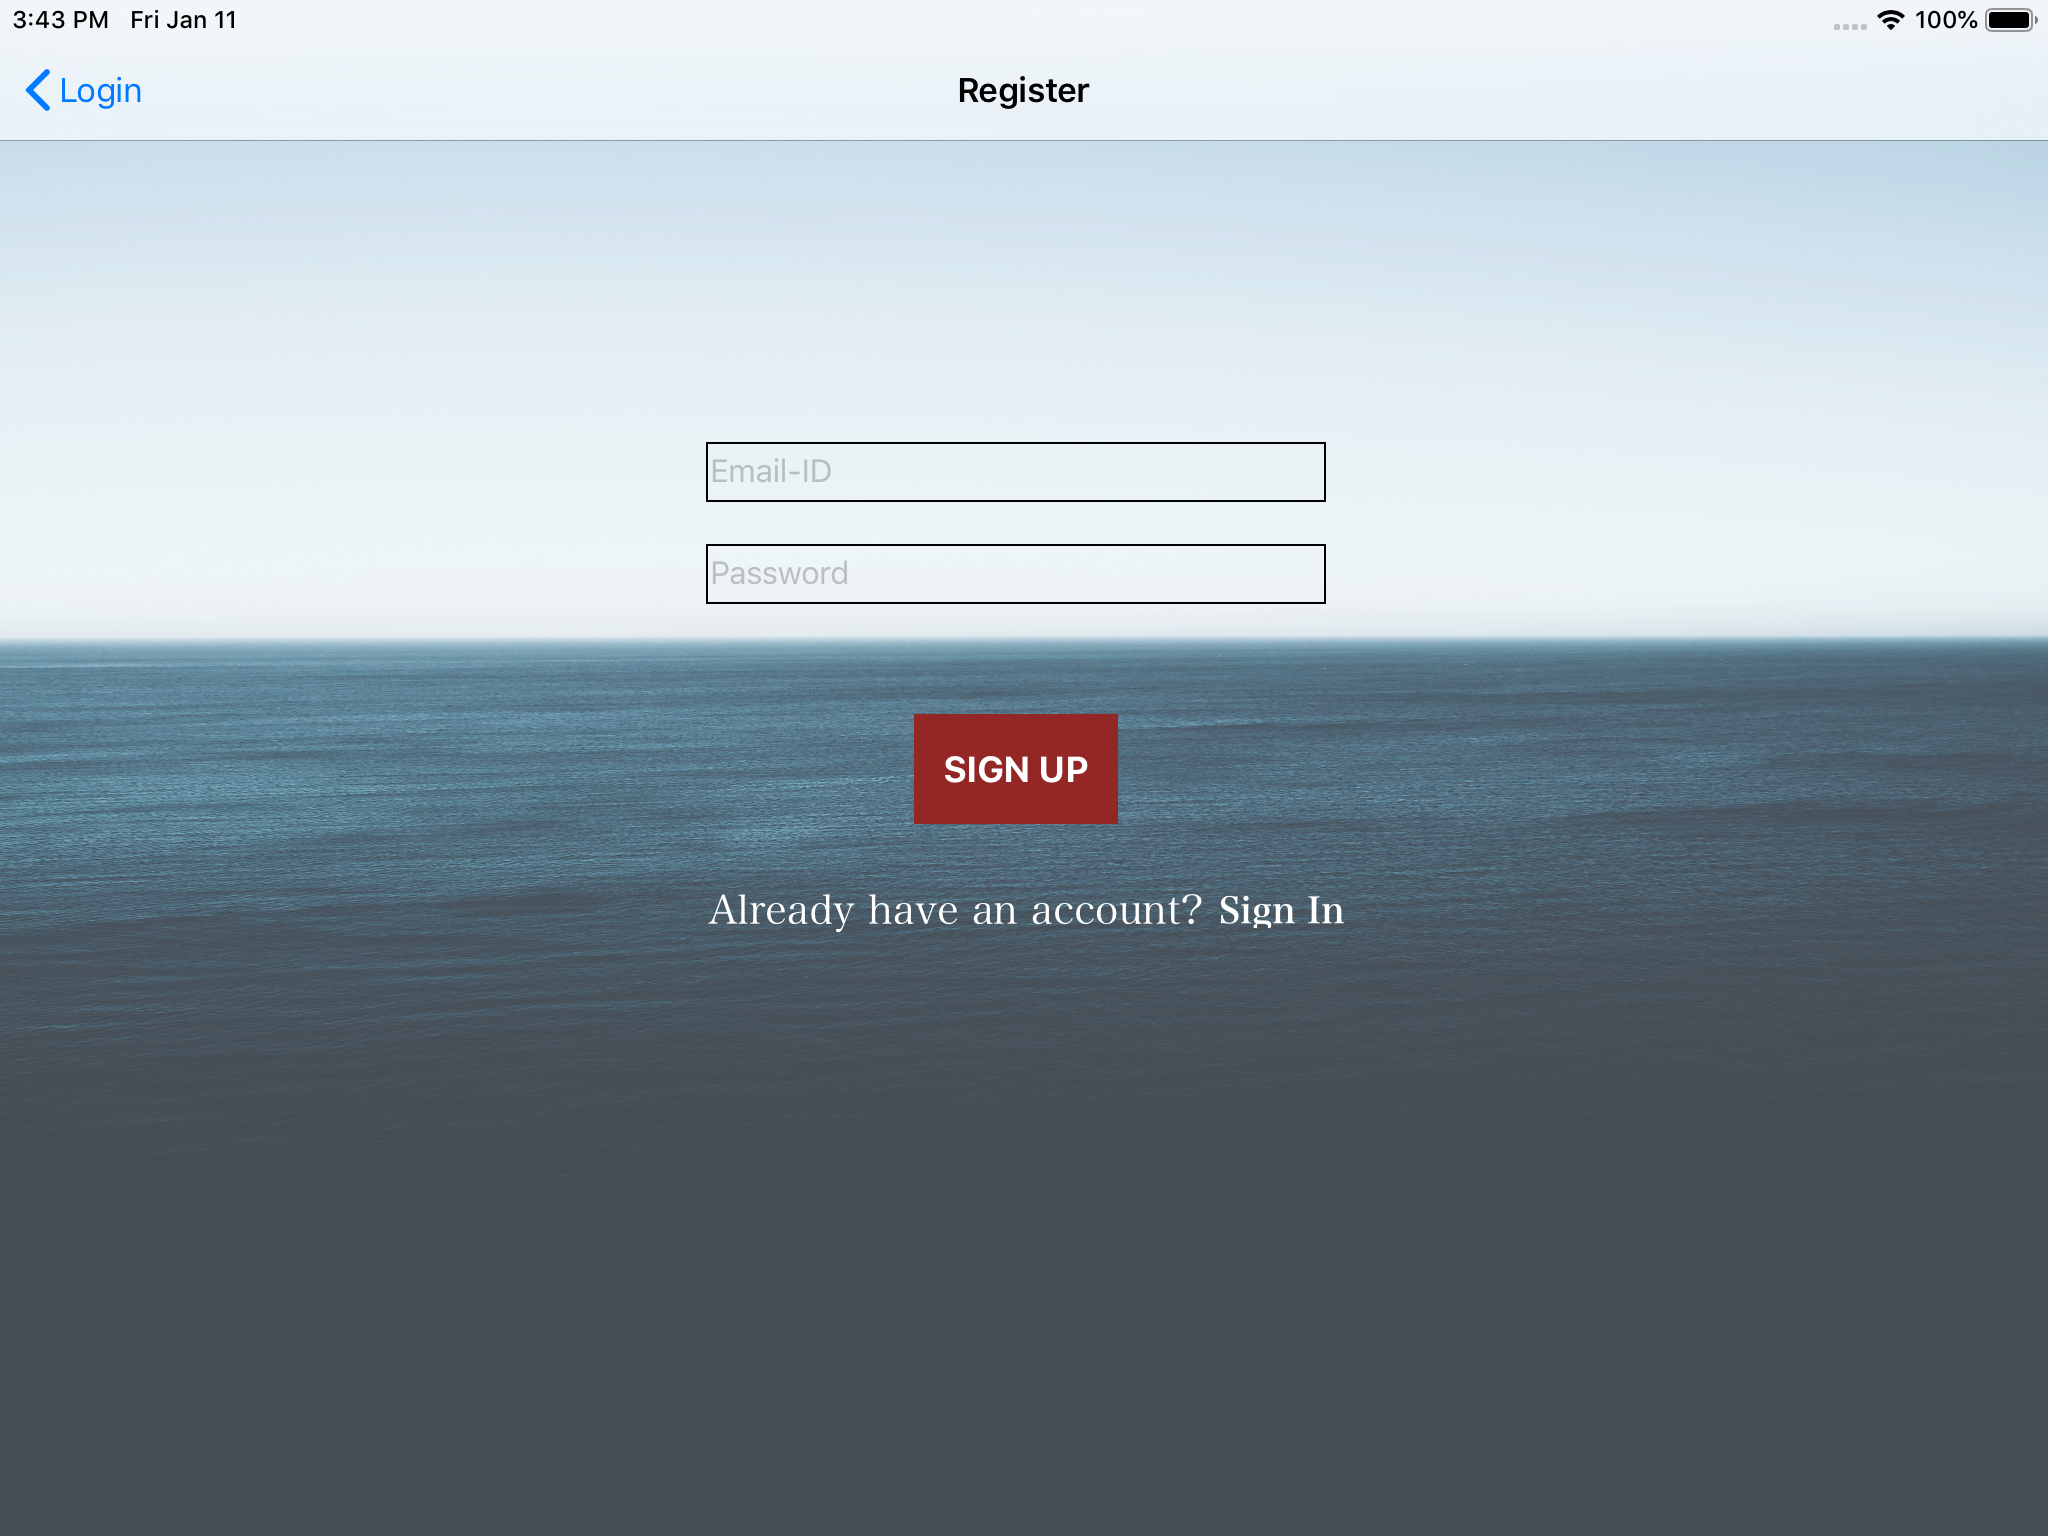 3:43 PM Fri Jan 11 100%
Login Register
Email-ID
Password
SIGN UP
Already have an account? Sign In